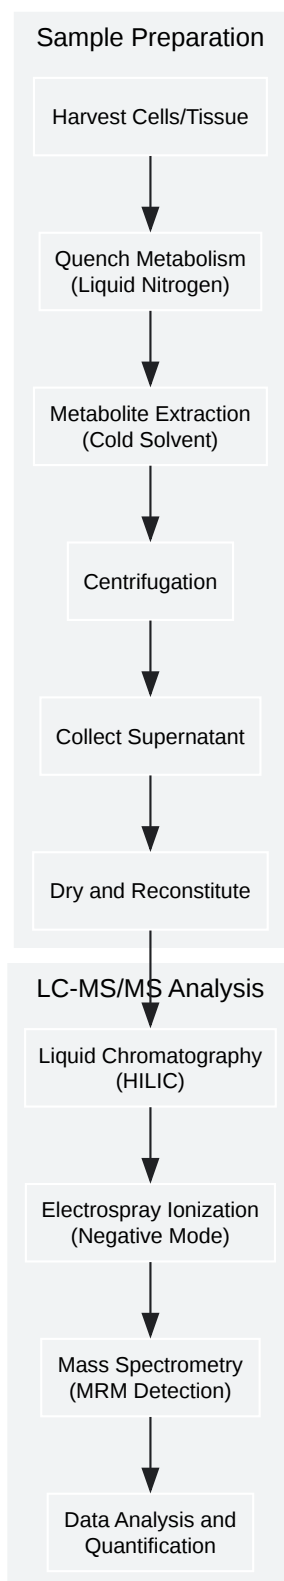 Sample Preparation
Harvest Cells/Tissue
Quench Metabolism
(Liquid Nitrogen)
Metabolite Extraction
(Cold Solvent)
Centrifugation
Collect Supernatant
Dry and Reconstitute
LC-MS/MS Analysis
Liquid Chromatography
(HILIC)
Electrospray Ionization
(Negative Mode)
Mass Spectrometry
(MRM Detection)
Data Analysis and
Quantification